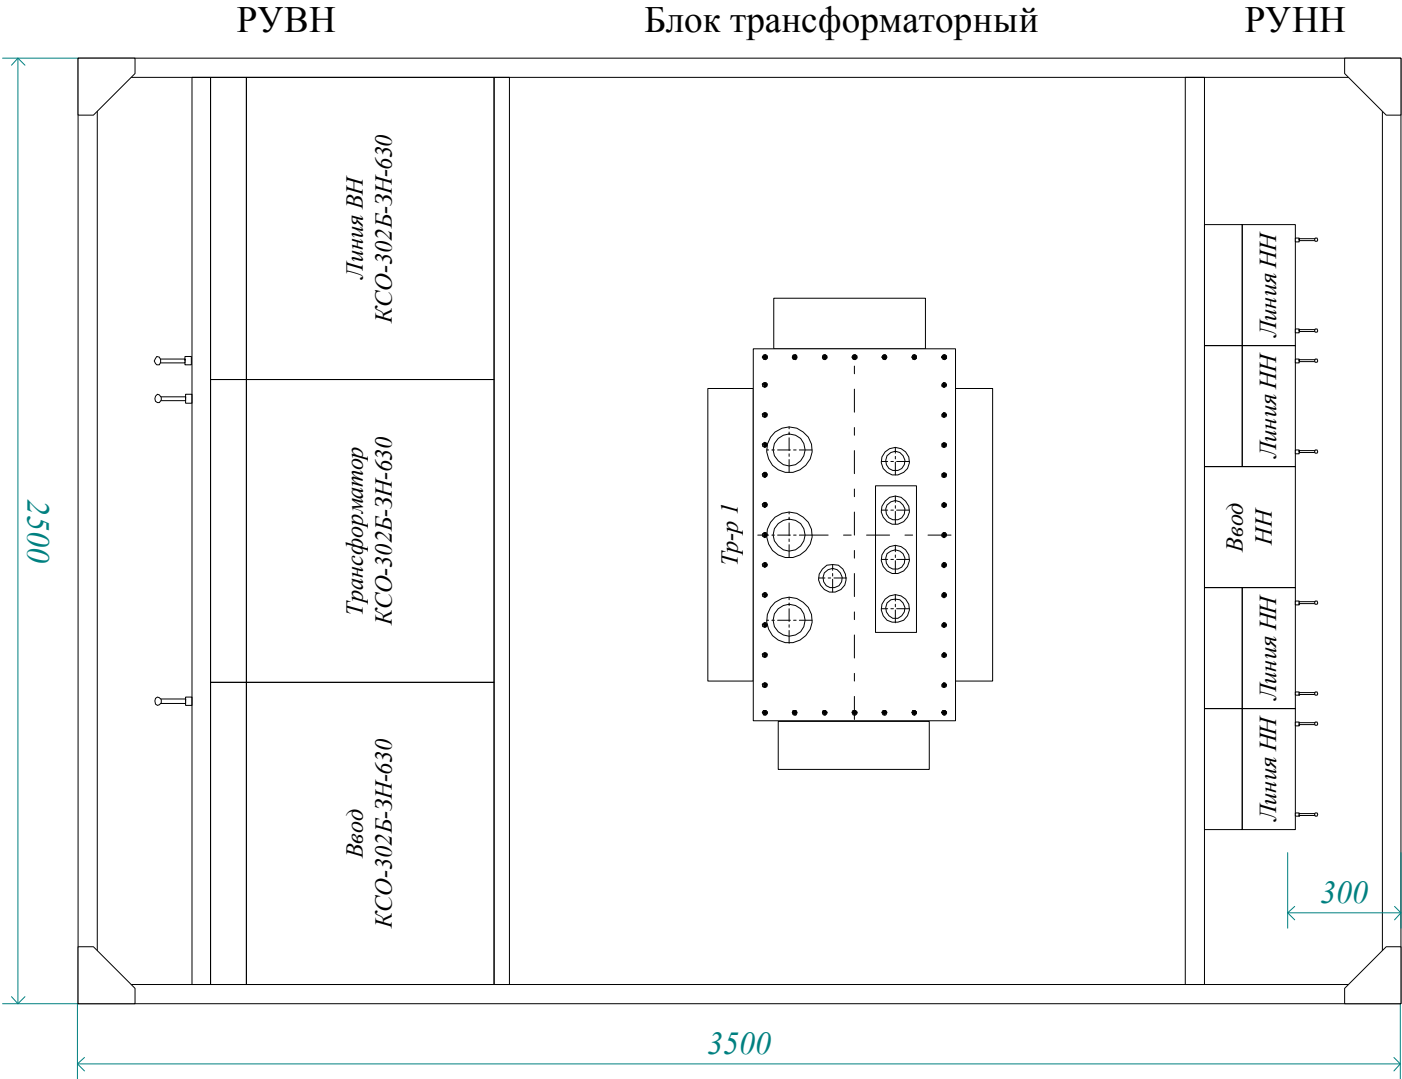 РУВН
Блок трансформаторный
РУНН
Линия ВН
КСО-302Б-3Н-630
Трансформатор
КСО-302Б-3Н-630
Ввод
КСО-302Б-3Н-630
Тр-р 1
Линия НН
Линия НН
Ввод
НН
Линия НН
Линия НН
2500
300
3500